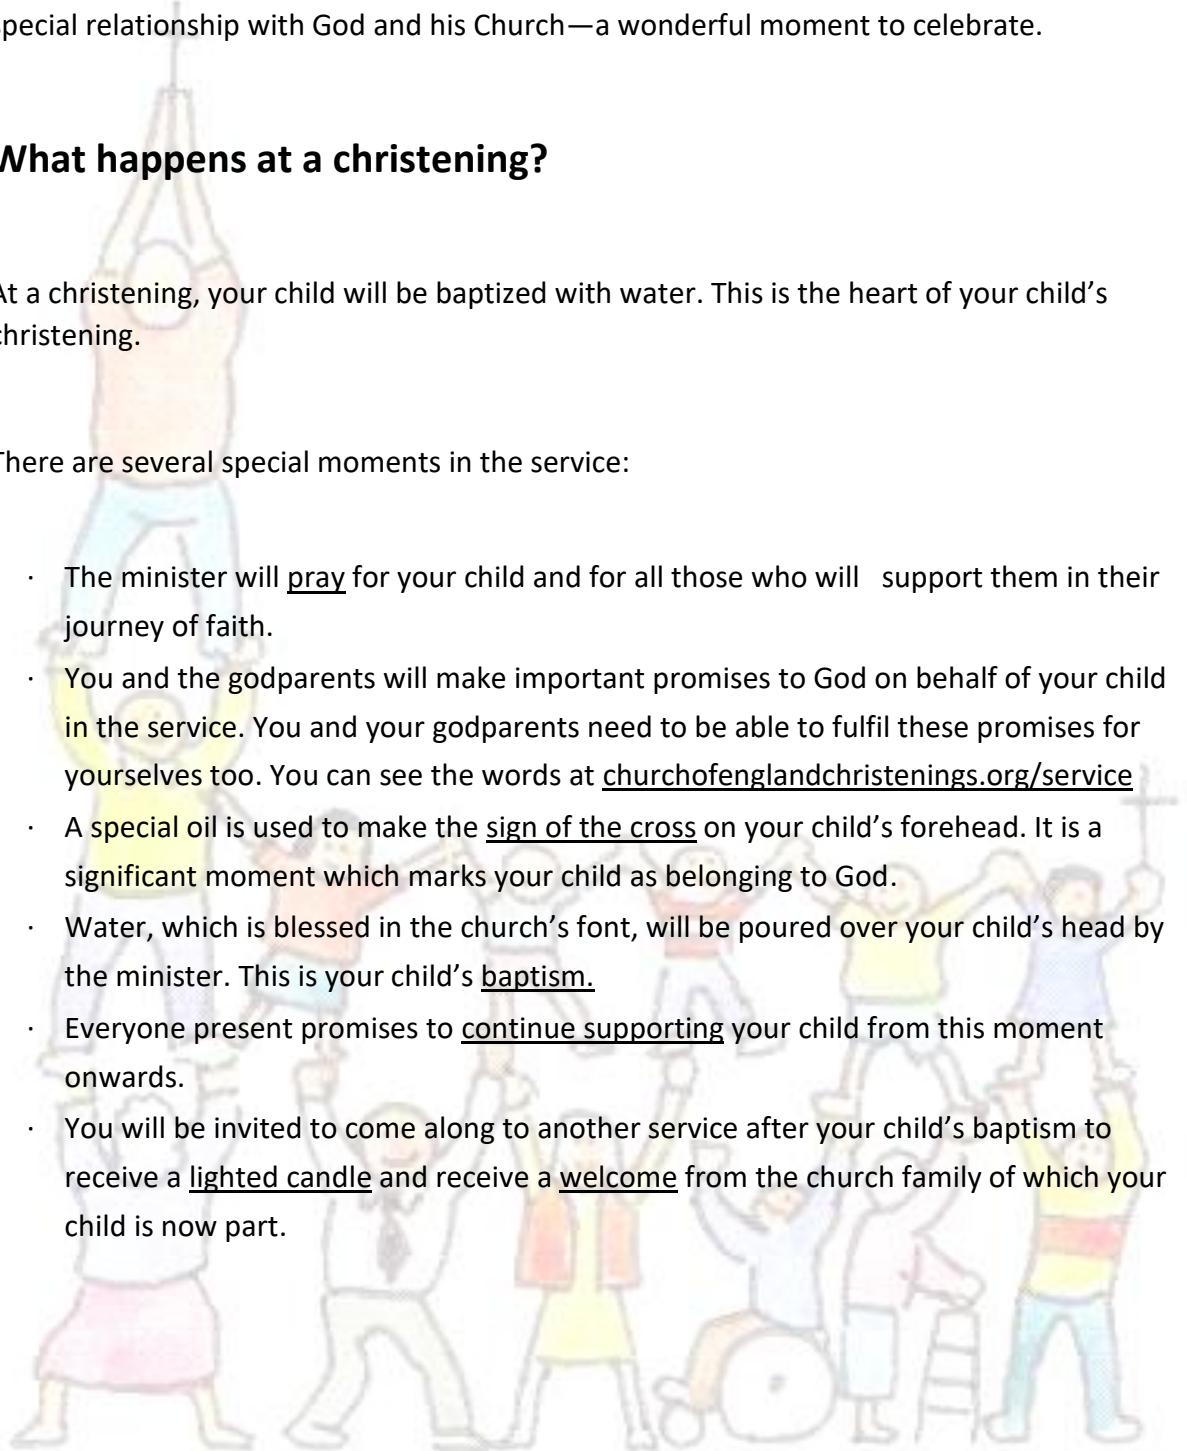 special relationship with God and his Church—a wonderful moment to celebrate.
What happens at a christening?
At a christening, your child will be baptized with water. This is the heart of your child’s
christening.
There are several special moments in the service:
· The minister will pray for your child and for all those who will support them in their
journey of faith.
· You and the godparents will make important promises to God on behalf of your child
in the service. You and your godparents need to be able to fulfil these promises for
yourselves too. You can see the words at churchofenglandchristenings.org/service
· A special oil is used to make the sign of the cross on your child’s forehead. It is a
significant moment which marks your child as belonging to God.
· Water, which is blessed in the church’s font, will be poured over your child’s head by
the minister. This is your child’s baptism.
· Everyone present promises to continue supporting your child from this moment
onwards.
· You will be invited to come along to another service after your child’s baptism to
receive a lighted candle and receive a welcome from the church family of which your
child is now part.